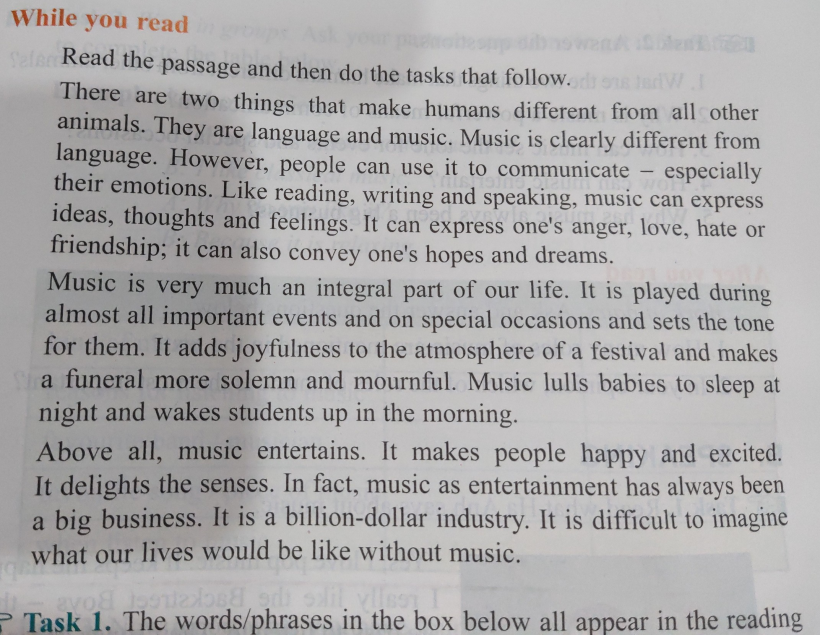 While you read
Read the passage and then do the tasks that follow.
There are two things that make humans different from all other
animals. They are language and music. Music is clearly different from
language. However, people can use it to communicate – especially
their emotions. Like reading, writing and speaking, music can express
ideas, thoughts and feelings. It can express one's anger, love, hate or
friendship; it can also convey one's hopes and dreams.
Music is very much an integral part of our life. It is played during
almost all important events and on special occasions and sets the tone
for them. It adds joyfulness to the atmosphere of a festival and makes
a funeral more solemn and mournful. Music lulls babies to sleep at
night and wakes students up in the morning.
Above all, music entertains. It makes people happy and excited.
It delights the senses. In fact, music as entertainment has always been
a big business. It is a billion-dollar industry. It is difficult to imagine
what our lives would be like without music.
Task 1. The words/phrases in the box below all appear in the reading